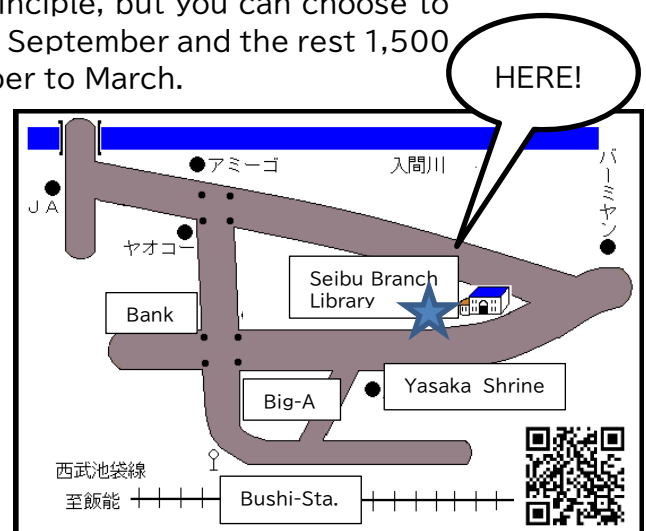 nciple, but you can choose to
September and the rest 1,500
ber to March.
HERE!
アミーゴ
入間川
バーミヤン
JA
ヤオコー
Seibu Branch
Library
Bank
Big-A
Yasaka Shrine
西武池袋線
至飯能
Bushi-Sta.